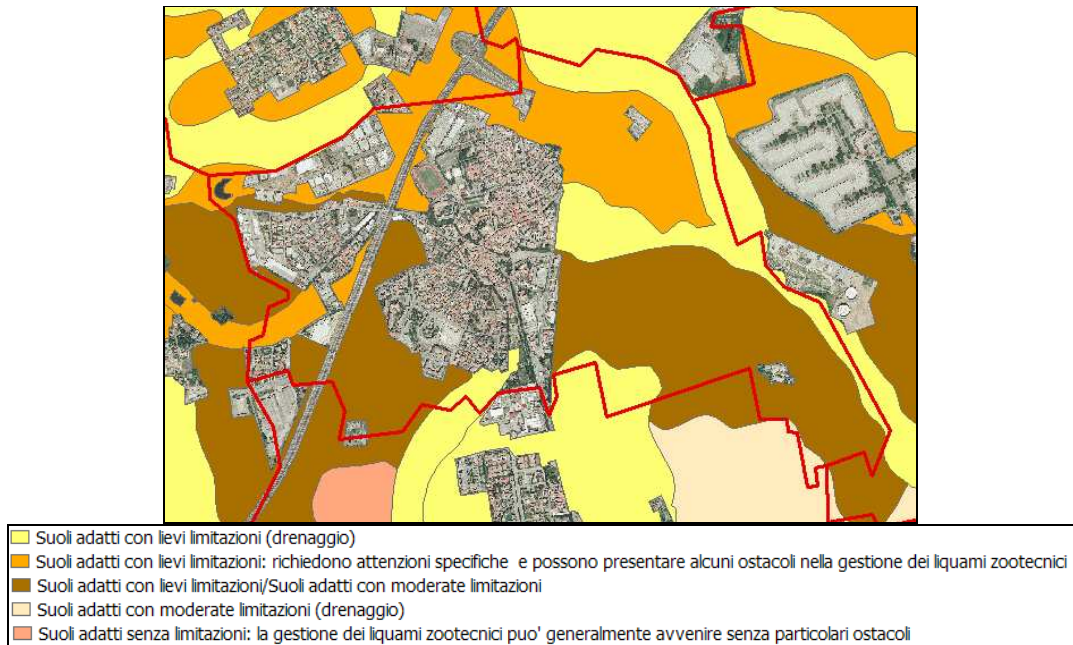 Suoli adatti con lievi limitazioni (drenaggio)
Suoli adatti con lievi limitazioni: richiedono attenzioni specifiche e possono presentare alcuni ostacoli nella gestione dei liquami zootecnici
Suoli adatti con lievi limitazioni/Suoli adatti con moderate limitazioni
Suoli adatti con moderate limitazioni (drenaggio)
Suoli adatti senza limitazioni: la gestione dei liquami zootecnici puo' generalmente avvenire senza particolari ostacoli